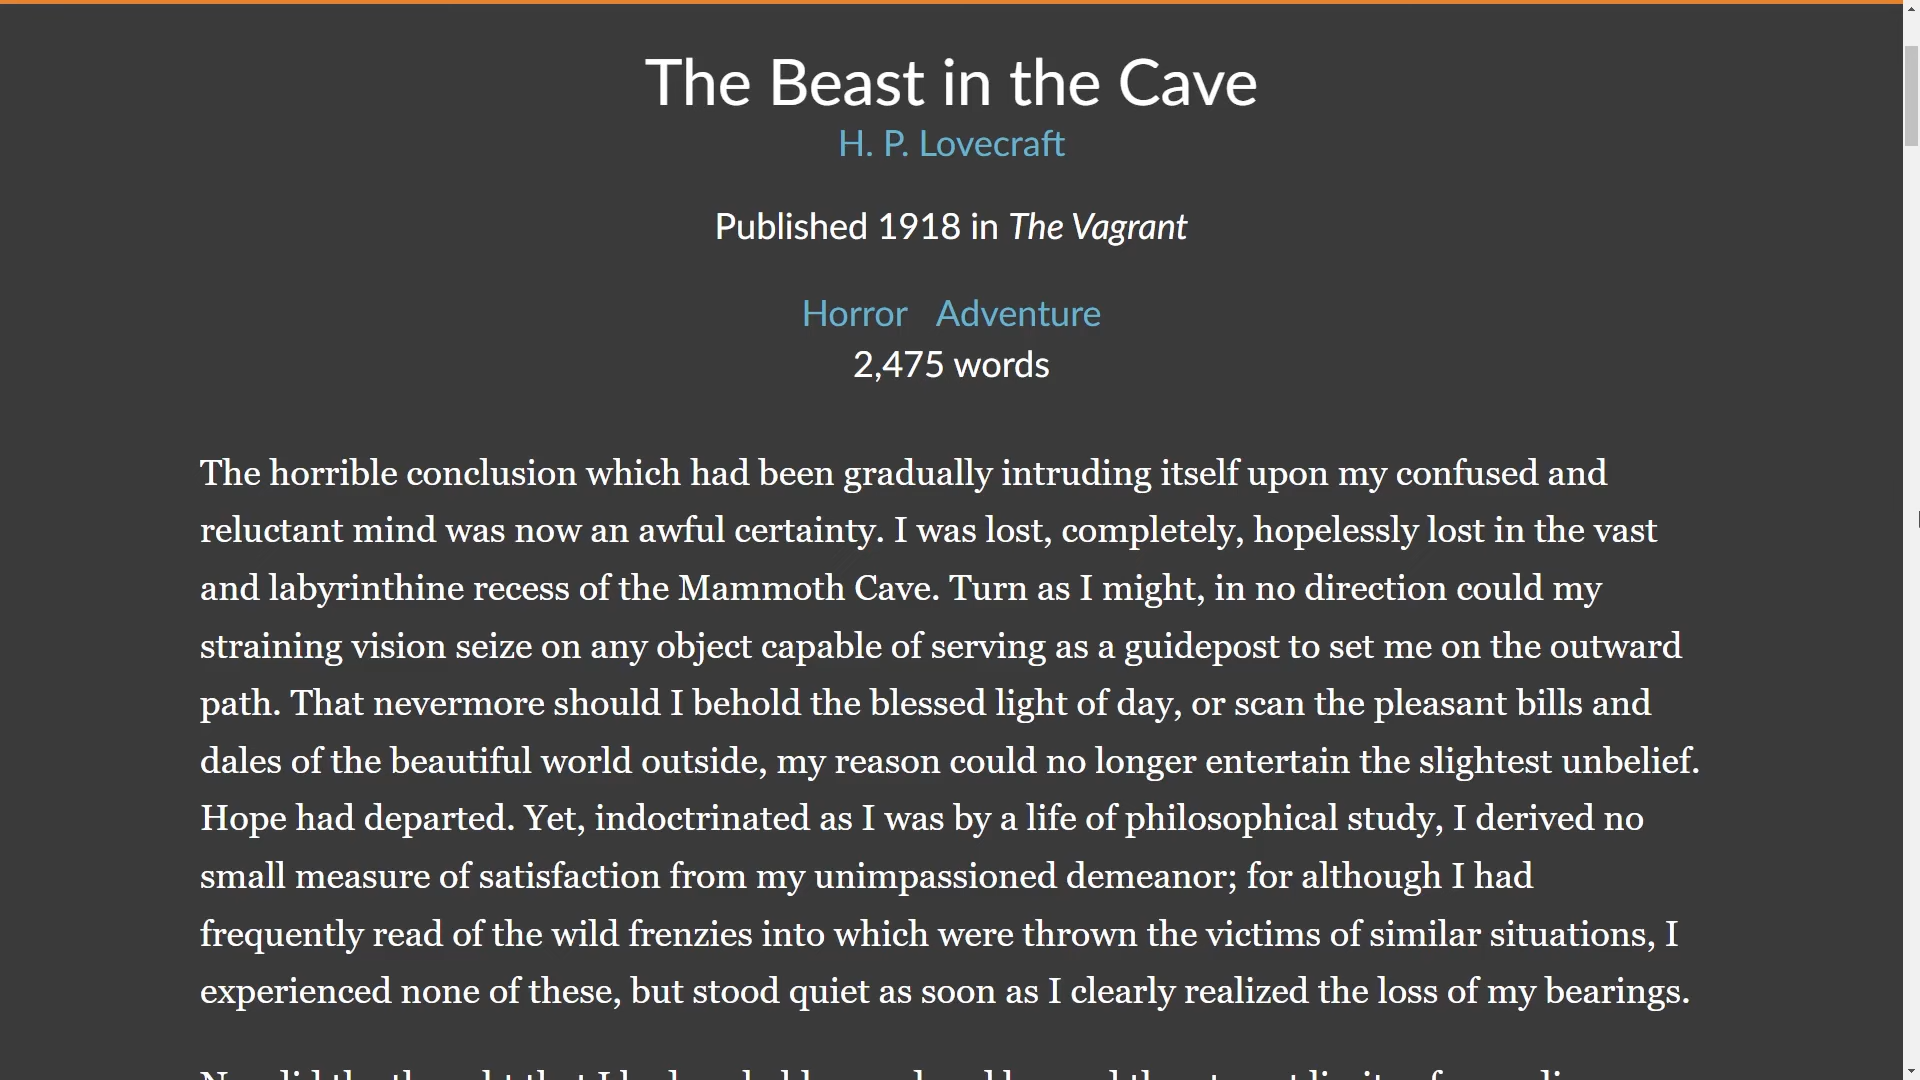 The Beast in the Cave
H. P. Lovecraft
Published 1918 in The Vagrant
Horror Adventure
2,475 words
The horrible conclusion which had been gradually intruding itself upon my confused and
reluctant mind was now an awful certainty. I was lost, completely, hopelessly lost in the vast
and labyrinthine recess of the Mammoth Cave. Turn as I might, in no direction could my
straining vision seize on any object capable of serving as a guidepost to set me on the outward
path. That nevermore should I behold the blessed light of day, or scan the pleasant bills and
dales of the beautiful world outside, my reason could no longer entertain the slightest unbelief.
Hope had departed. Yet, indoctrinated as I was by a life of philosophical study, I derived no
small measure of satisfaction from my unimpassioned demeanor; for although I had
frequently read of the wild frenzies into which were thrown the victims of similar situations, I
experienced none of these, but stood quiet as soon as I clearly realized the loss of my bearings.